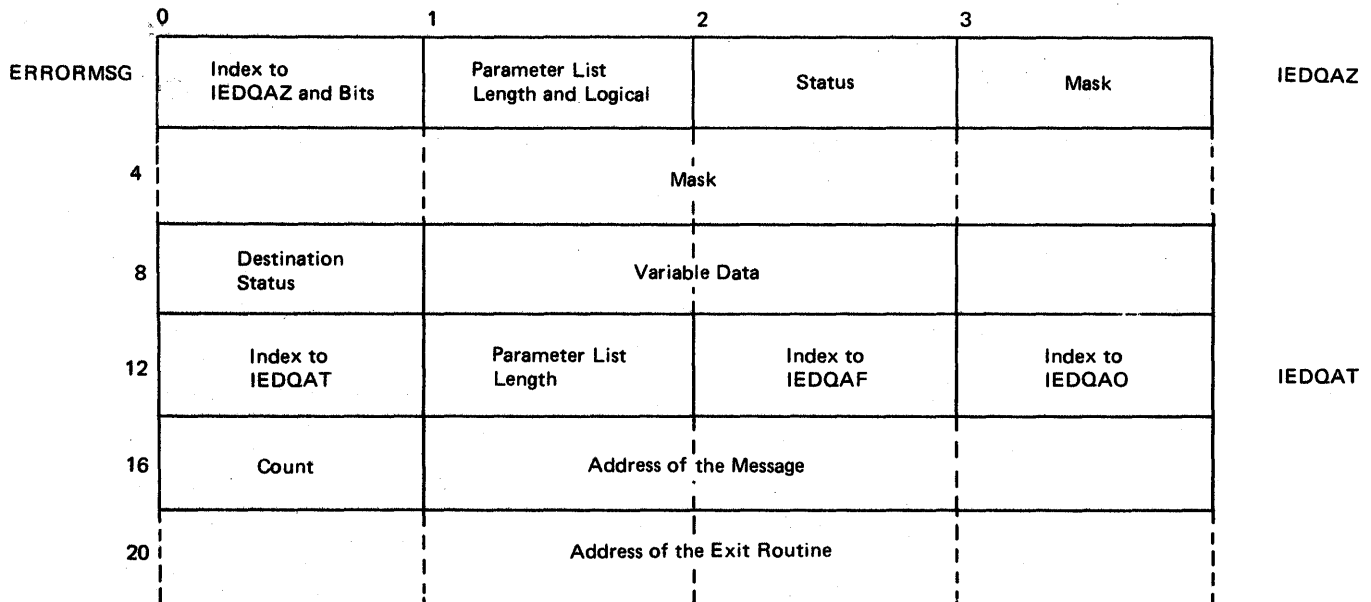 0 1 2 3
ERRORMSG Index to IEDQAZ and Bits Parameter List Length and Logical Status Mask IEDQAZ
4 Mask
8 Destination Status Variable Data
12 Index to IEDQAT Parameter List Length Index to IEDQAF Index to IEDQAO IEDQAT
16 Count Address of the Message
20 Address of the Exit Routine